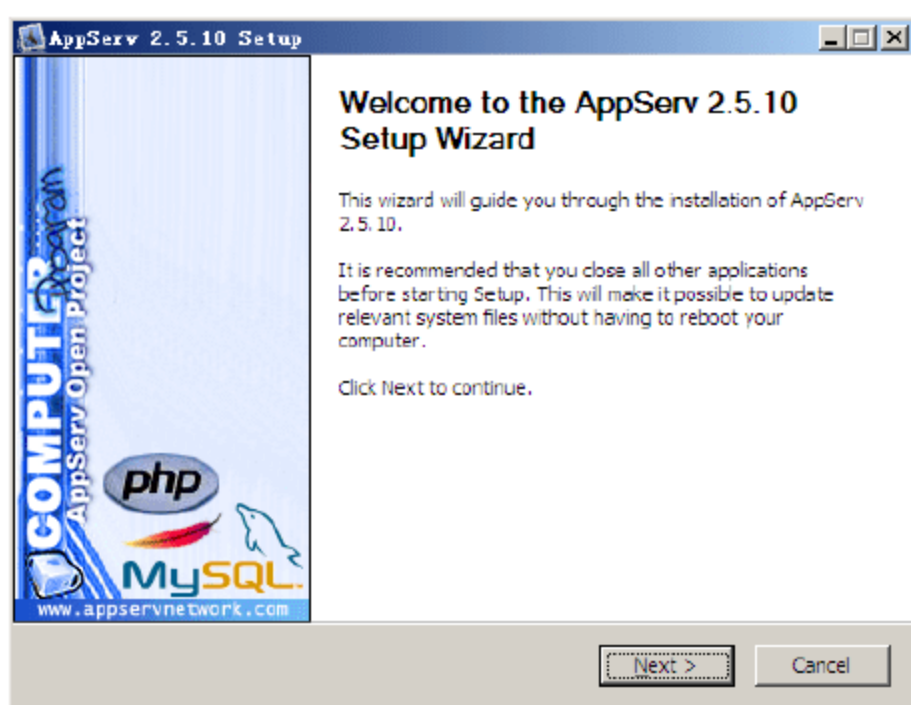 AppServ 2.5.10 Setup
Welcome to the AppServ 2.5.10
Setup Wizard
This wizard will guide you through the installation of AppServ
2.5.10.
It is recommended that you close all other applications
before starting Setup. This will make it possible to update
relevant system files without having to reboot your
computer.
Click Next to continue.
COMPUTER
Program
AppServ Open Project
php
MySQL
www.appservnetwork.com
Next >
Cancel